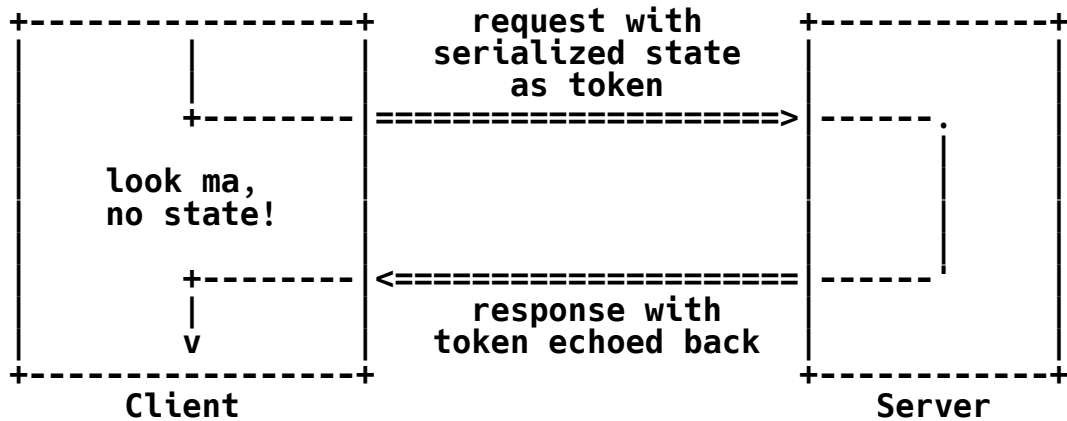 request with
serialized state
as token
look ma,
no state!
response with
token echoed back
Client
Server